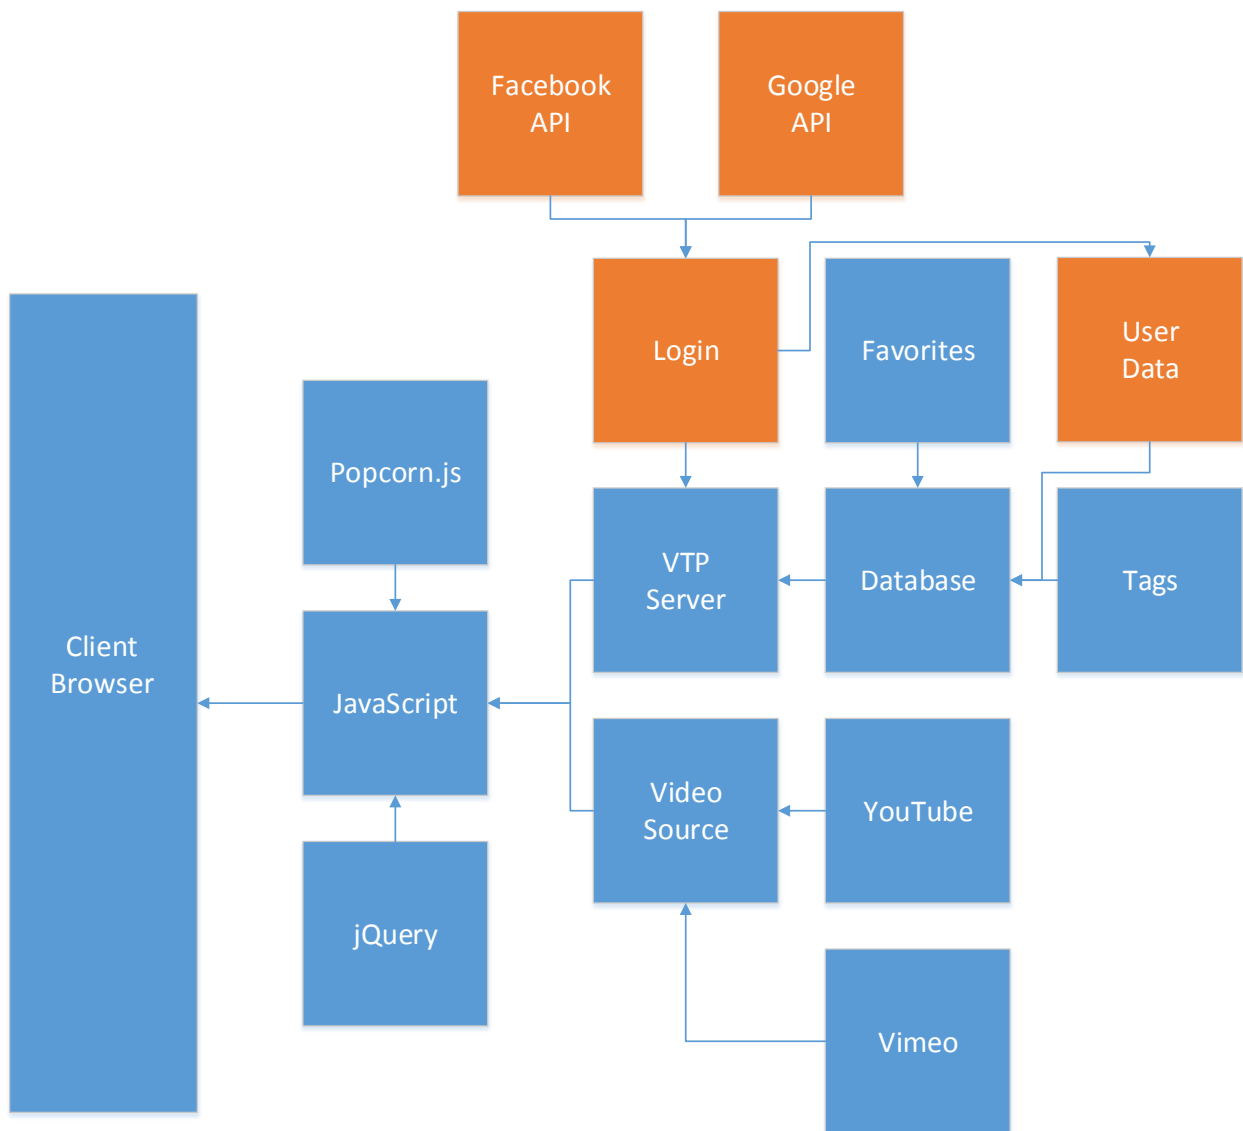 Facebook
API
Google
API
Login
Favorites
User
Data
Popcorn.js
VTP
Server
Database
Tags
Client
Browser
JavaScript
Video
Source
YouTube
jQuery
Vimeo